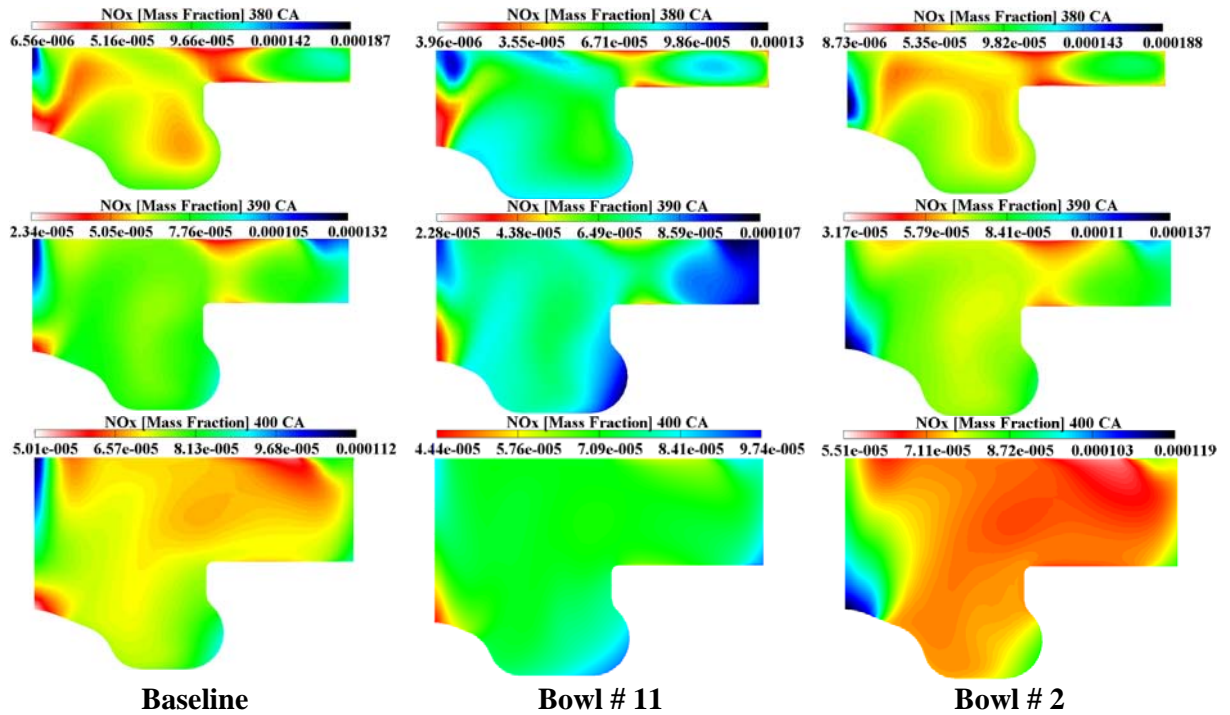 NOx [Mass Fraction] 380 CA
6.56e-006 5.16e-005 9.66e-005 0.000142 0.000187
NOx [Mass Fraction] 380 CA
3.96e-006 3.55e-005 6.71e-005 9.86e-005 0.00013
NOx [Mass Fraction] 380 CA
8.73e-006 5.35e-005 9.82e-005 0.000143 0.000188
NOx [Mass Fraction] 390 CA
2.34e-005 5.05e-005 7.76e-005 0.000105 0.000132
NOx [Mass Fraction] 390 CA
2.28e-005 4.38e-005 6.49e-005 8.59e-005 0.000107
NOx [Mass Fraction] 390 CA
3.17e-005 5.79e-005 8.41e-005 0.00011 0.000137
NOx [Mass Fraction] 400 CA
5.01e-005 6.57e-005 8.13e-005 9.68e-005 0.000112
NOx [Mass Fraction] 400 CA
4.44e-005 5.76e-005 7.09e-005 8.41e-005 9.74e-005
NOx [Mass Fraction] 400 CA
5.51e-005 7.11e-005 8.72e-005 0.000103 0.000119
Baseline Bowl # 11 Bowl # 2